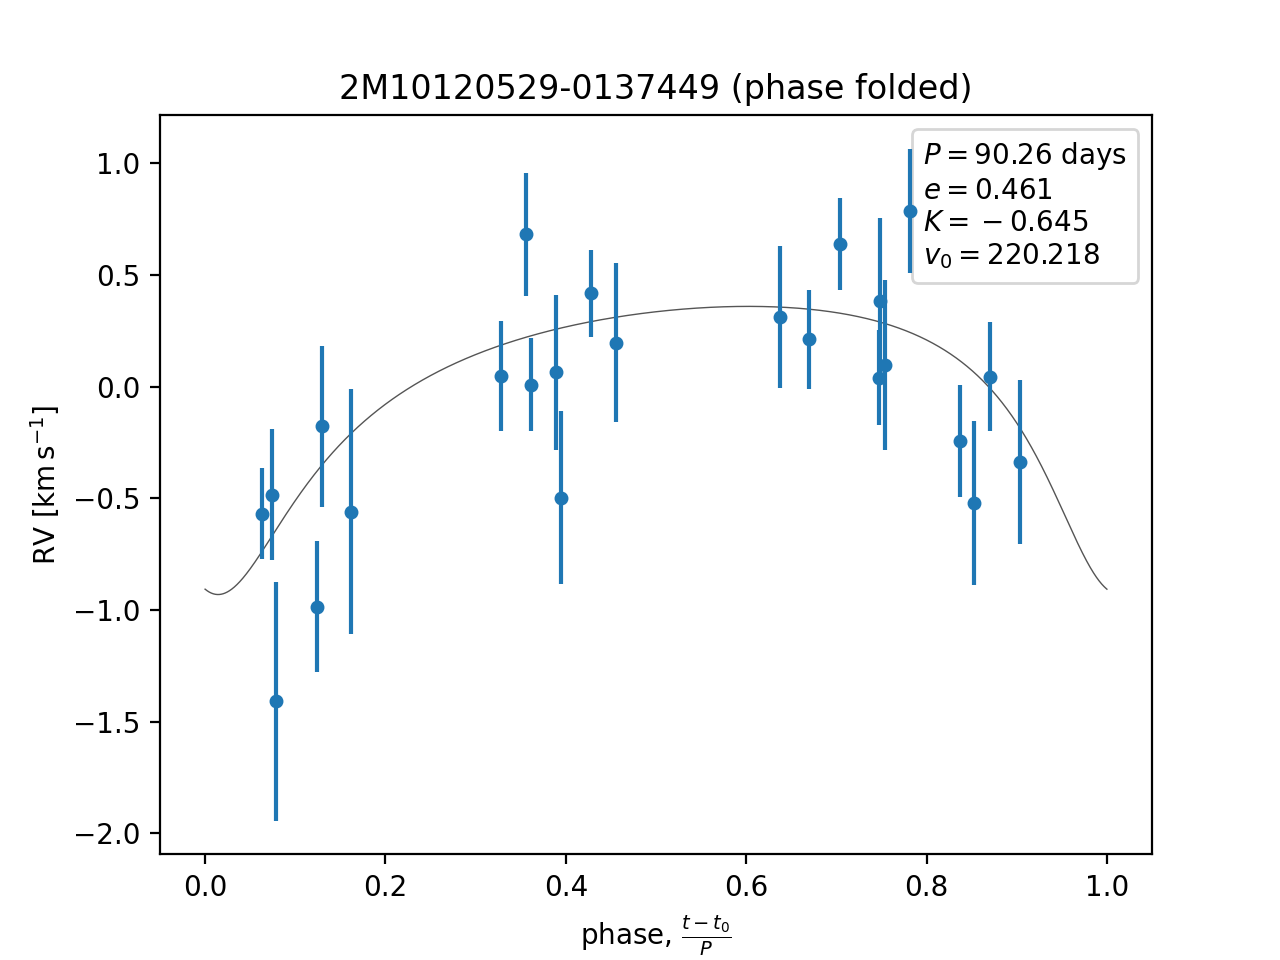 2M10120529-0137449 (phase folded)
P = 90.26 days
e = 0.461
K = −0.645
v₀ = 220.218
1.0
0.5
0.0
−0.5
−1.0
−1.5
−2.0
RV [km s⁻¹]
0.0 0.2 0.4 0.6 0.8 1.0
phase, (t − t₀)/P